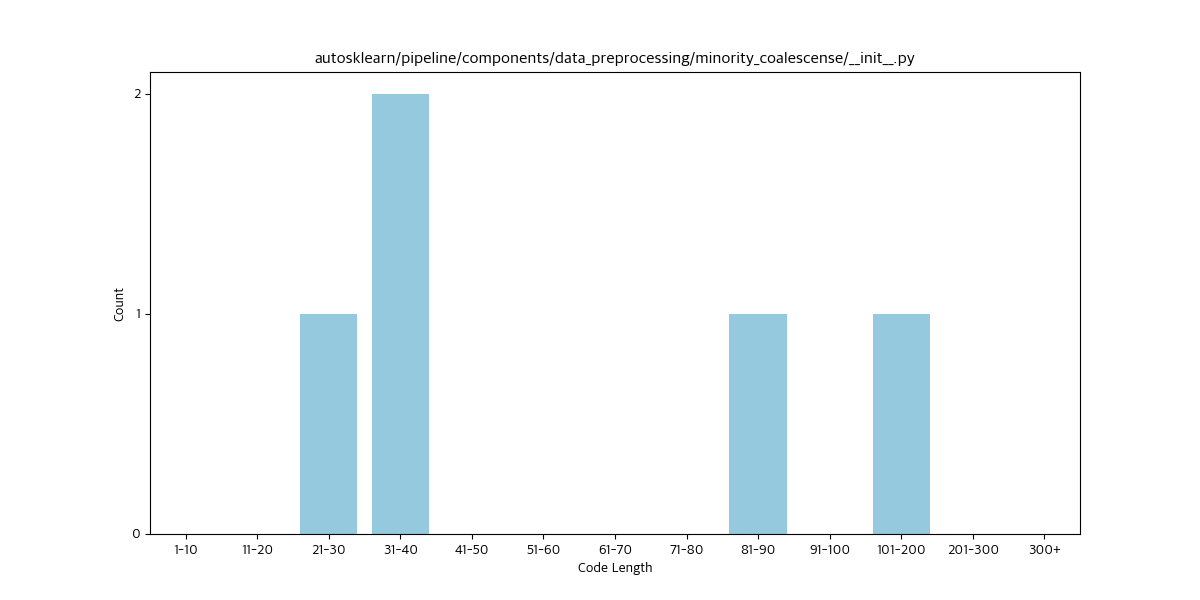 autosklearn/pipeline/components/data_preprocessing/minority_coalescense/__init__.py
2
1
0
Count
1-10 11-20 21-30 31-40 41-50 51-60 61-70 71-80 81-90 91-100 101-200 201-300 300+
Code Length